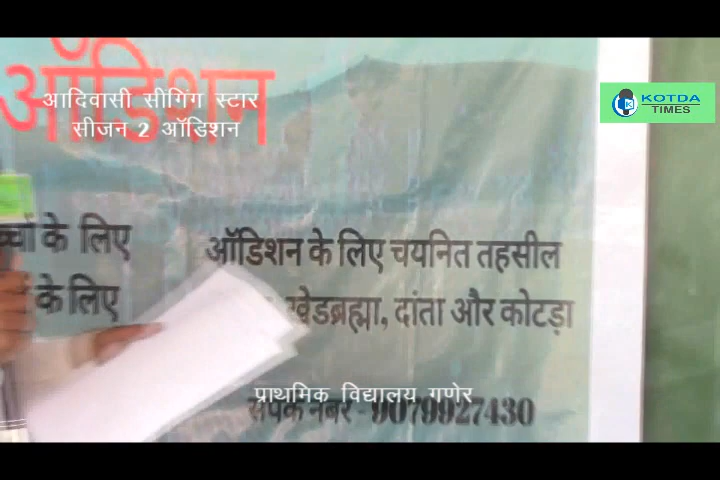 ऑडिशन
आदिवासी सीगिंग स्टार
सीजन 2 ऑडिशन
KOTDA
TIMES
के लिए
के लिए
ऑडिशन के लिए चयनित तहसील
खेडब्रह्मा, दांता और कोटड़ा
प्राथमिक विद्यालय गणेर
संपर्क नंबर - 9079927430